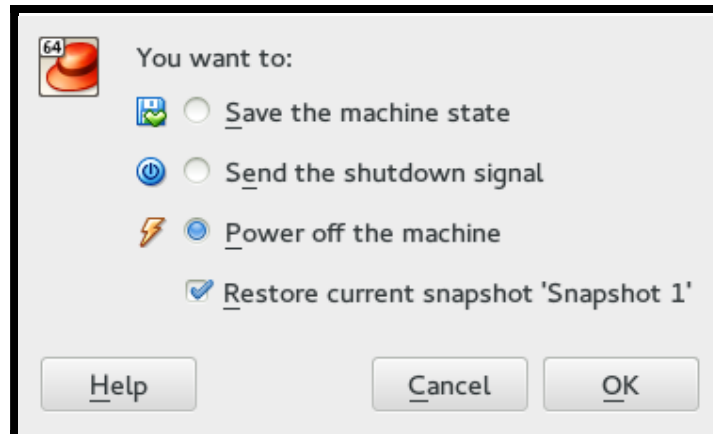 64
You want to:
Save the machine state
Send the shutdown signal
Power off the machine
Restore current snapshot 'Snapshot 1'
Help
Cancel
OK